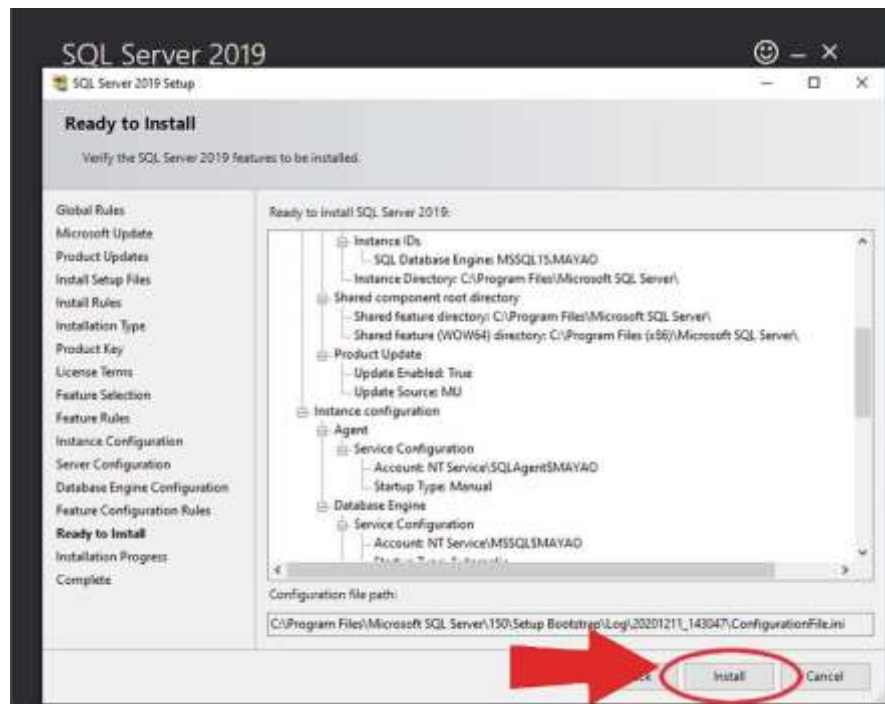 SQL Server 2019
SQL Server 2019 Setup
Ready to Install
Verify the SQL Server 2019 features to be installed.
Global Rules
Microsoft Update
Product Updates
Install Setup Files
Install Rules
Installation Type
Product Key
License Terms
Feature Selection
Feature Rules
Instance Configuration
Server Configuration
Database Engine Configuration
Feature Configuration Rules
Ready to Install
Installation Progress
Complete
Ready to install SQL Server 2019:
Instance IDs
SQL Database Engine: MSSQL15.MAYAO
Instance Directory: C:\Program Files\Microsoft SQL Server\
Shared component root directory
Shared feature directory: C:\Program Files\Microsoft SQL Server\
Shared feature (WOW64) directory: C:\Program Files (x86)\Microsoft SQL Server\
Product Update
Update Enabled: True
Update Source: MU
Instance configuration
Agent
Service Configuration
Account: NT Service\SQLAgent$MAYAO
Startup Type: Manual
Database Engine
Service Configuration
Account: NT Service\MSSQL$MAYAO
Startup Type: Automatic
Configuration file path:
C:\Program Files\Microsoft SQL Server\150\Setup Bootstrap\Log\20201211_143047\ConfigurationFile.ini
Install
Cancel